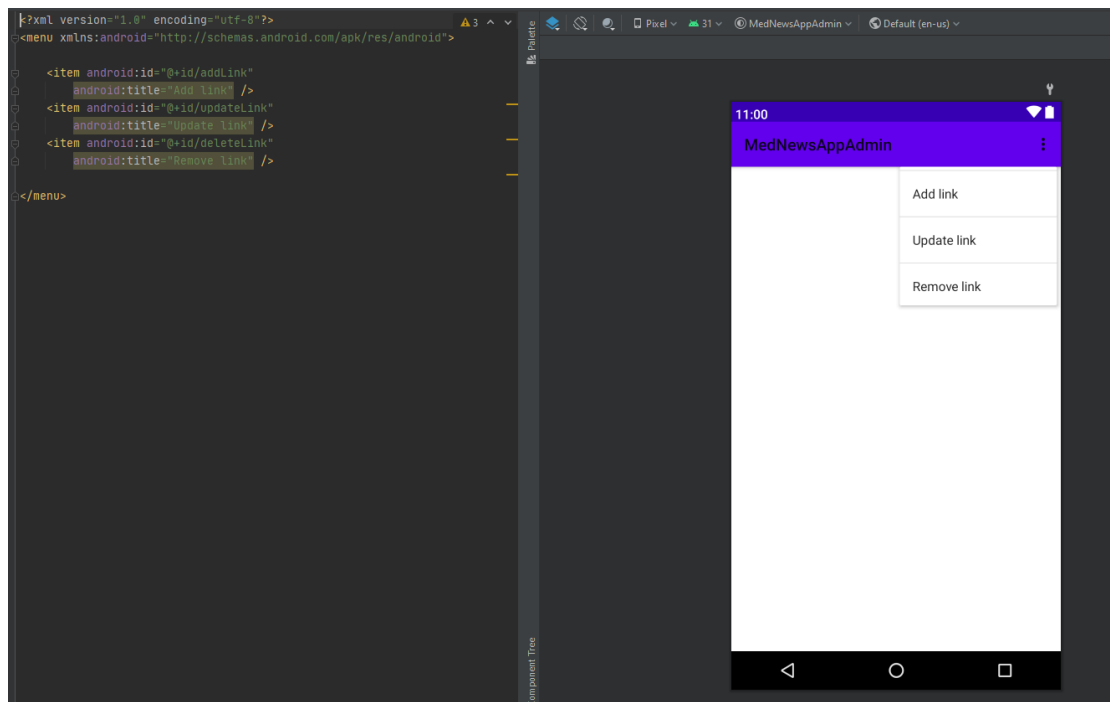 <?xml version="1.0" encoding="utf-8"?>
<menu xmlns:android="http://schemas.android.com/apk/res/android">
<item android:id="@+id/addLink"
android:title="Add link" />
<item android:id="@+id/updateLink"
android:title="Update link" />
<item android:id="@+id/deleteLink"
android:title="Remove link" />
</menu>
3
Palette
Component Tree
Pixel
31
MedNewsAppAdmin
Default (en-us)
11:00
MedNewsAppAdmin
Add link
Update link
Remove link